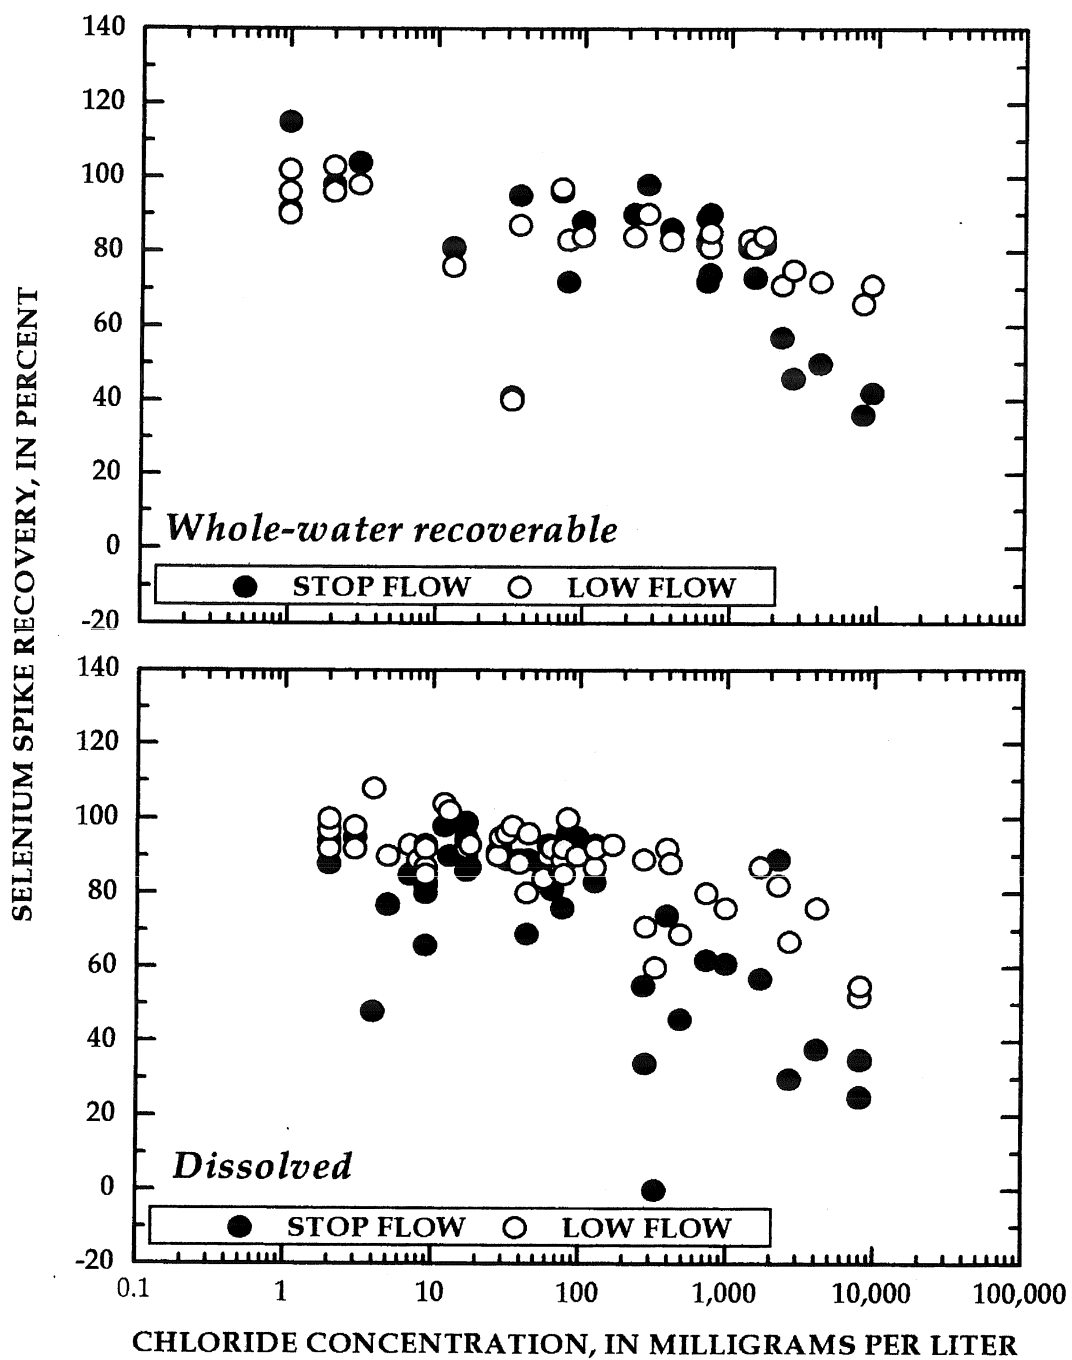 SELENIUM SPIKE RECOVERY, IN PERCENT
140
120
100
80
60
40
20
0
-20
Whole-water recoverable
STOP FLOW LOW FLOW
140
120
100
80
60
40
20
0
-20
Dissolved
STOP FLOW LOW FLOW
0.1 1 10 100 1,000 10,000 100,000
CHLORIDE CONCENTRATION, IN MILLIGRAMS PER LITER